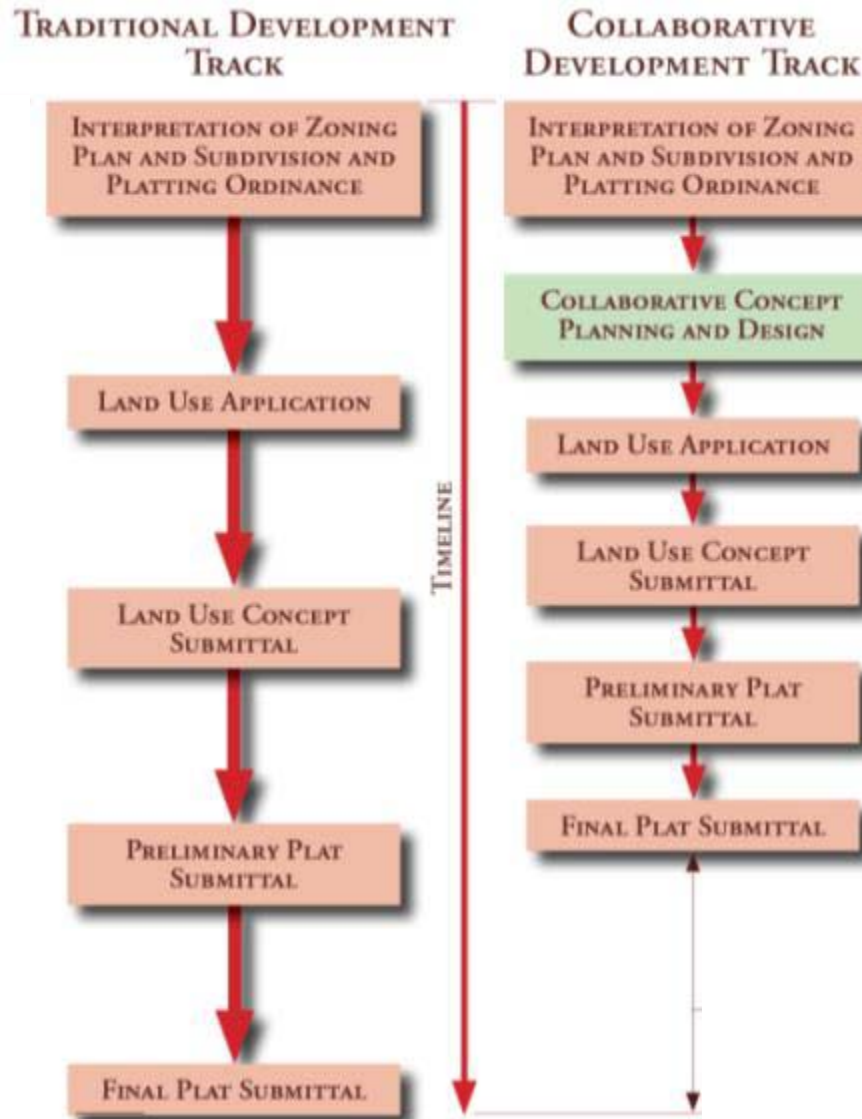 TRADITIONAL DEVELOPMENT
TRACK
INTERPRETATION OF ZONING
PLAN AND SUBDIVISION AND
PLATTING ORDINANCE
LAND USE APPLICATION
LAND USE CONCEPT
SUBMITTAL
PRELIMINARY PLAT
SUBMITTAL
FINAL PLAT SUBMITTAL
TIMELINE
COLLABORATIVE
DEVELOPMENT TRACK
INTERPRETATION OF ZONING
PLAN AND SUBDIVISION AND
PLATTING ORDINANCE
COLLABORATIVE CONCEPT
PLANNING AND DESIGN
LAND USE APPLICATION
LAND USE CONCEPT
SUBMITTAL
PRELIMINARY PLAT
SUBMITTAL
FINAL PLAT SUBMITTAL